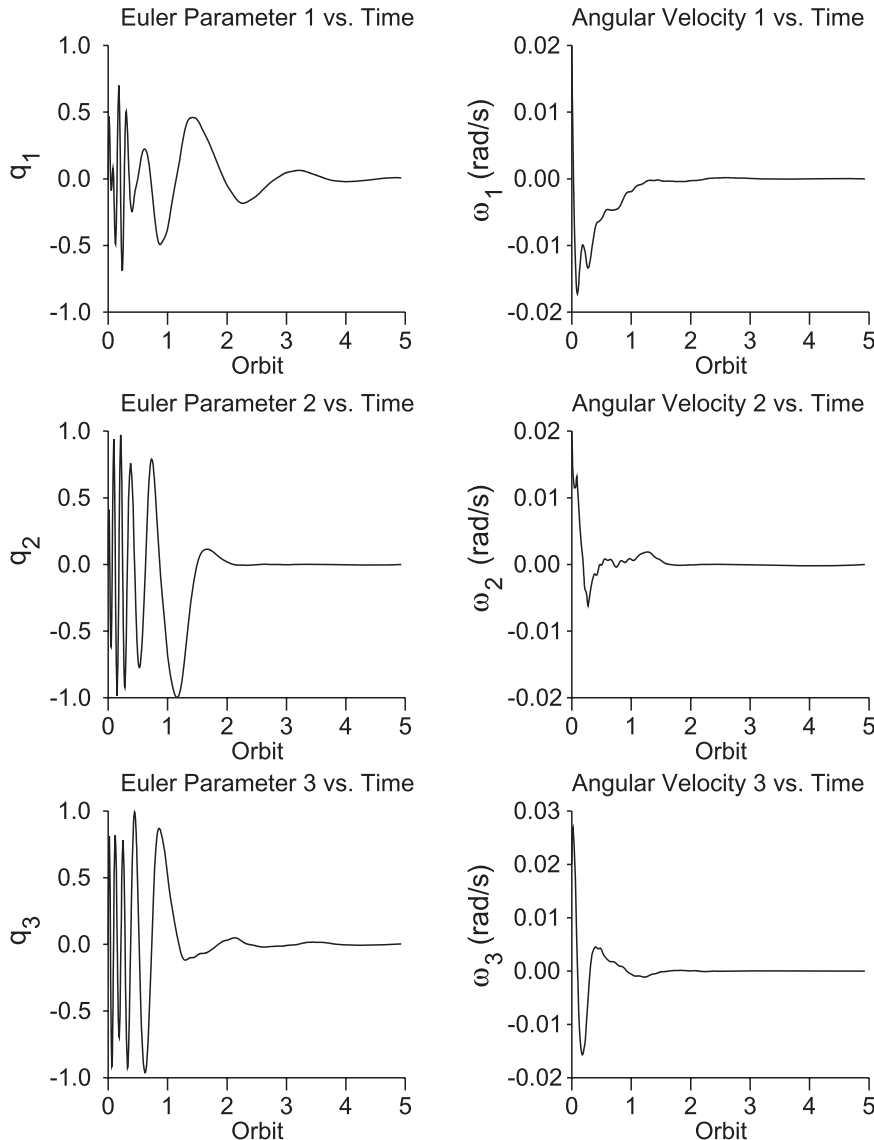 Euler Parameter 1 vs. Time
1.0
0.5
0.0
-0.5
-1.0
q1
0 1 2 3 4 5
Orbit
Angular Velocity 1 vs. Time
0.02
0.01
0.00
-0.01
-0.02
ω1 (rad/s)
0 1 2 3 4 5
Orbit
Euler Parameter 2 vs. Time
1.0
0.5
0.0
-0.5
-1.0
q2
0 1 2 3 4 5
Orbit
Angular Velocity 2 vs. Time
0.02
0.01
0.00
-0.01
-0.02
ω2 (rad/s)
0 1 2 3 4 5
Orbit
Euler Parameter 3 vs. Time
1.0
0.5
0.0
-0.5
-1.0
q3
0 1 2 3 4 5
Orbit
Angular Velocity 3 vs. Time
0.03
0.02
0.01
0.00
-0.01
-0.02
ω3 (rad/s)
0 1 2 3 4 5
Orbit